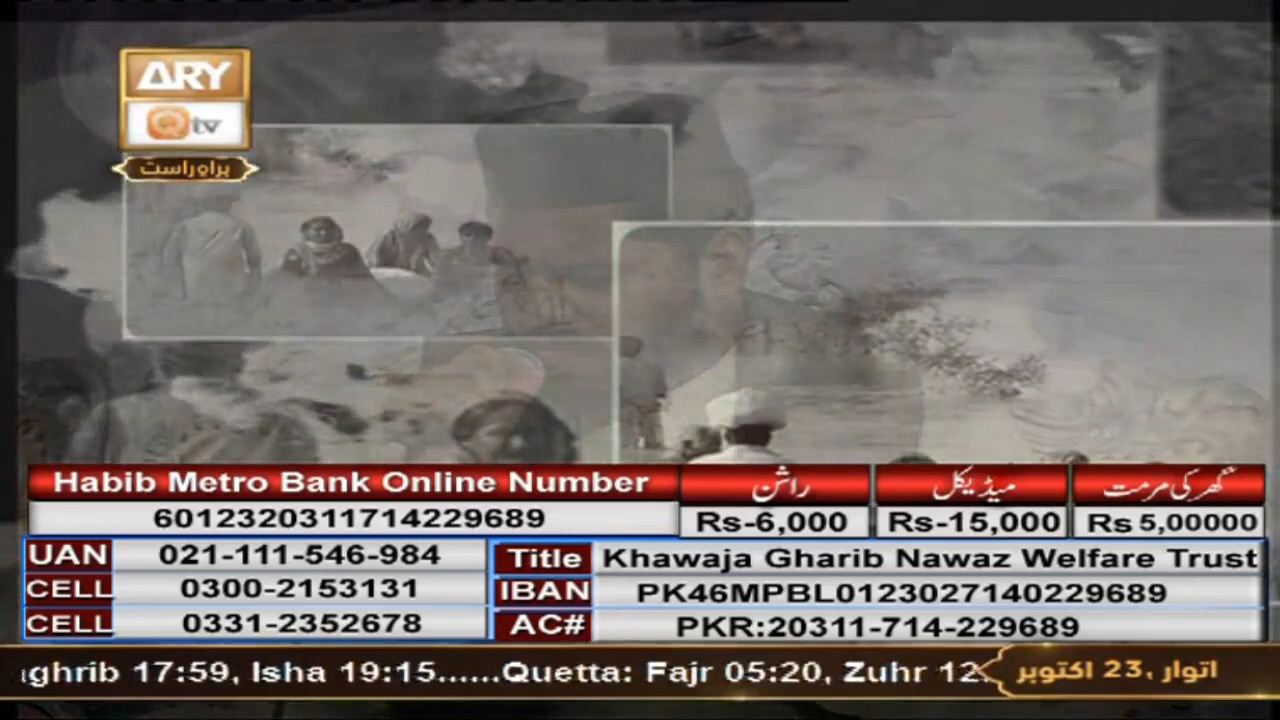 ARY
Qtv
براہِ راست
Habib Metro Bank Online Number
6012320311714229689
راشن
Rs-6,000
میڈیکل
Rs-15,000
گھر کی مرمت
Rs 5,00000
UAN 021-111-546-984
CELL 0300-2153131
CELL 0331-2352678
Title Khawaja Gharib Nawaz Welfare Trust
IBAN PK46MPBL0123027140229689
AC# PKR:20311-714-229689
aghrib 17:59, Isha 19:15......Quetta: Fajr 05:20, Zuhr 12
اتوار ,23 اکتوبر